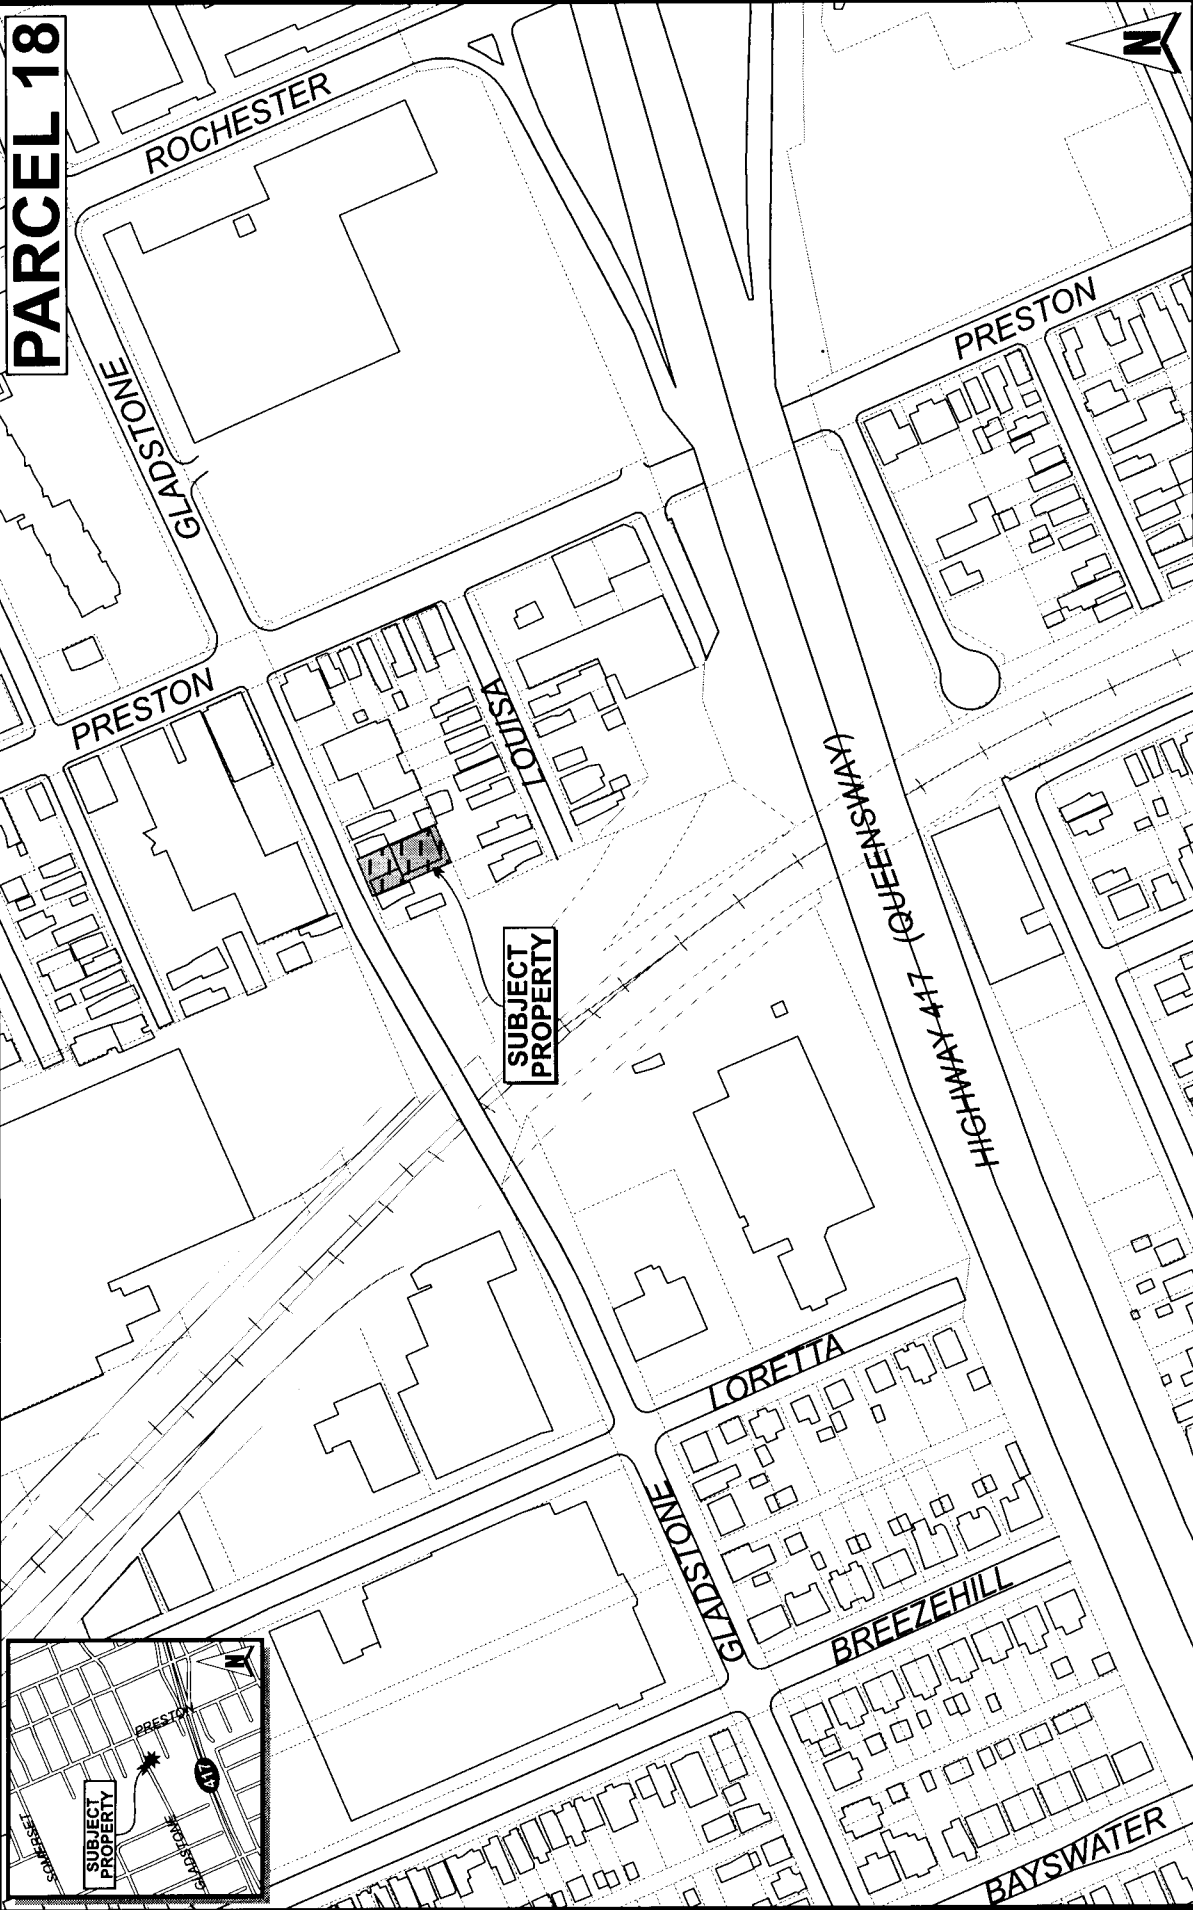 PARCEL 18
ROCHESTER
N
GLADSTONE
PRESTON
PRESTON
LOUISA
SUBJECT
PROPERTY
HIGHWAY 417 (QUEENSWAY)
LORETTA
GLADSTONE
BREEZEHILL
BAYSWATER
SOMERSET
SUBJECT
PROPERTY
PRESTON
GLADSTONE
417
N